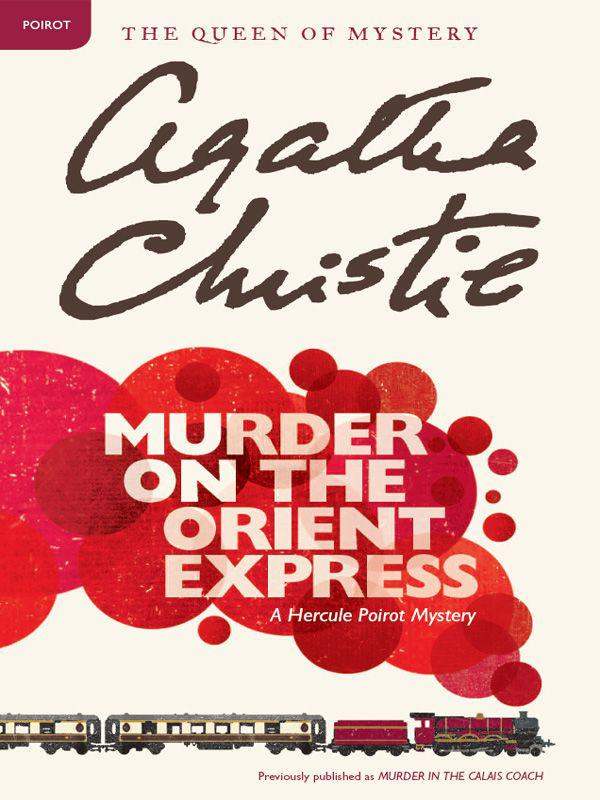 POIROT
THE QUEEN OF MYSTERY
Agatha
Christie
MURDER
ON THE
ORIENT
EXPRESS
A Hercule Poirot Mystery
Previously published as MURDER IN THE CALAIS COACH